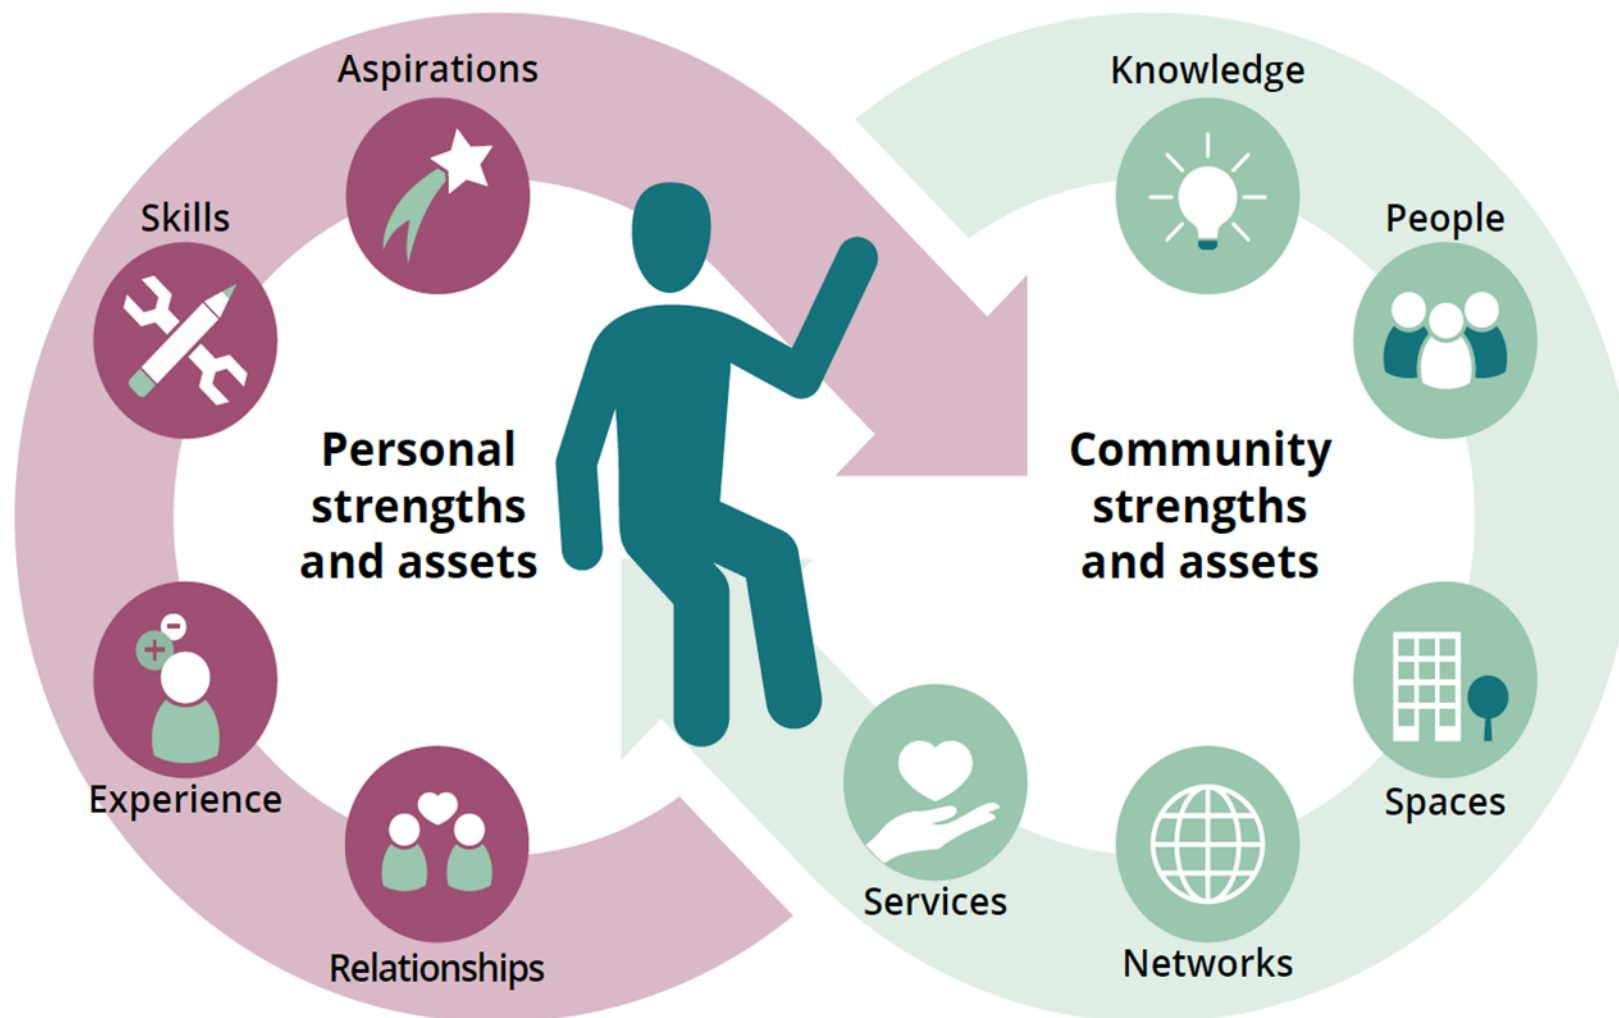 Aspirations
Skills
Personal
strengths
and assets
Experience
Relationships
Knowledge
People
Community
strengths
and assets
Spaces
Services
Networks